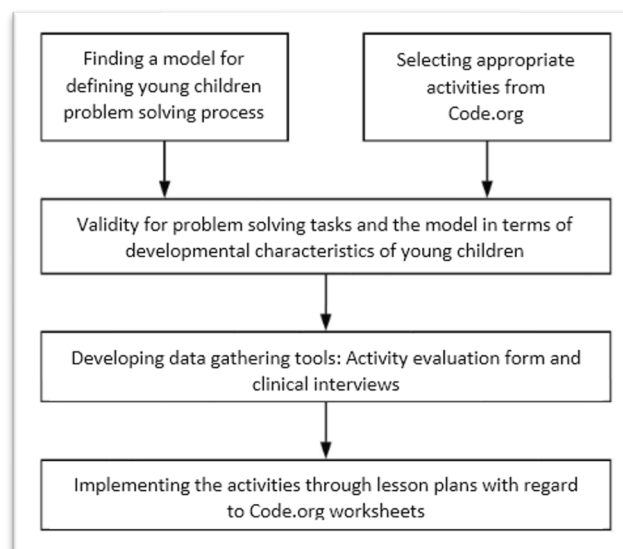 Finding a model for
defining young children
problem solving process
Selecting appropriate
activities from
Code.org
Validity for problem solving tasks and the model in terms of
developmental characteristics of young children
Developing data gathering tools: Activity evaluation form and
clinical interviews
Implementing the activities through lesson plans with regard
to Code.org worksheets